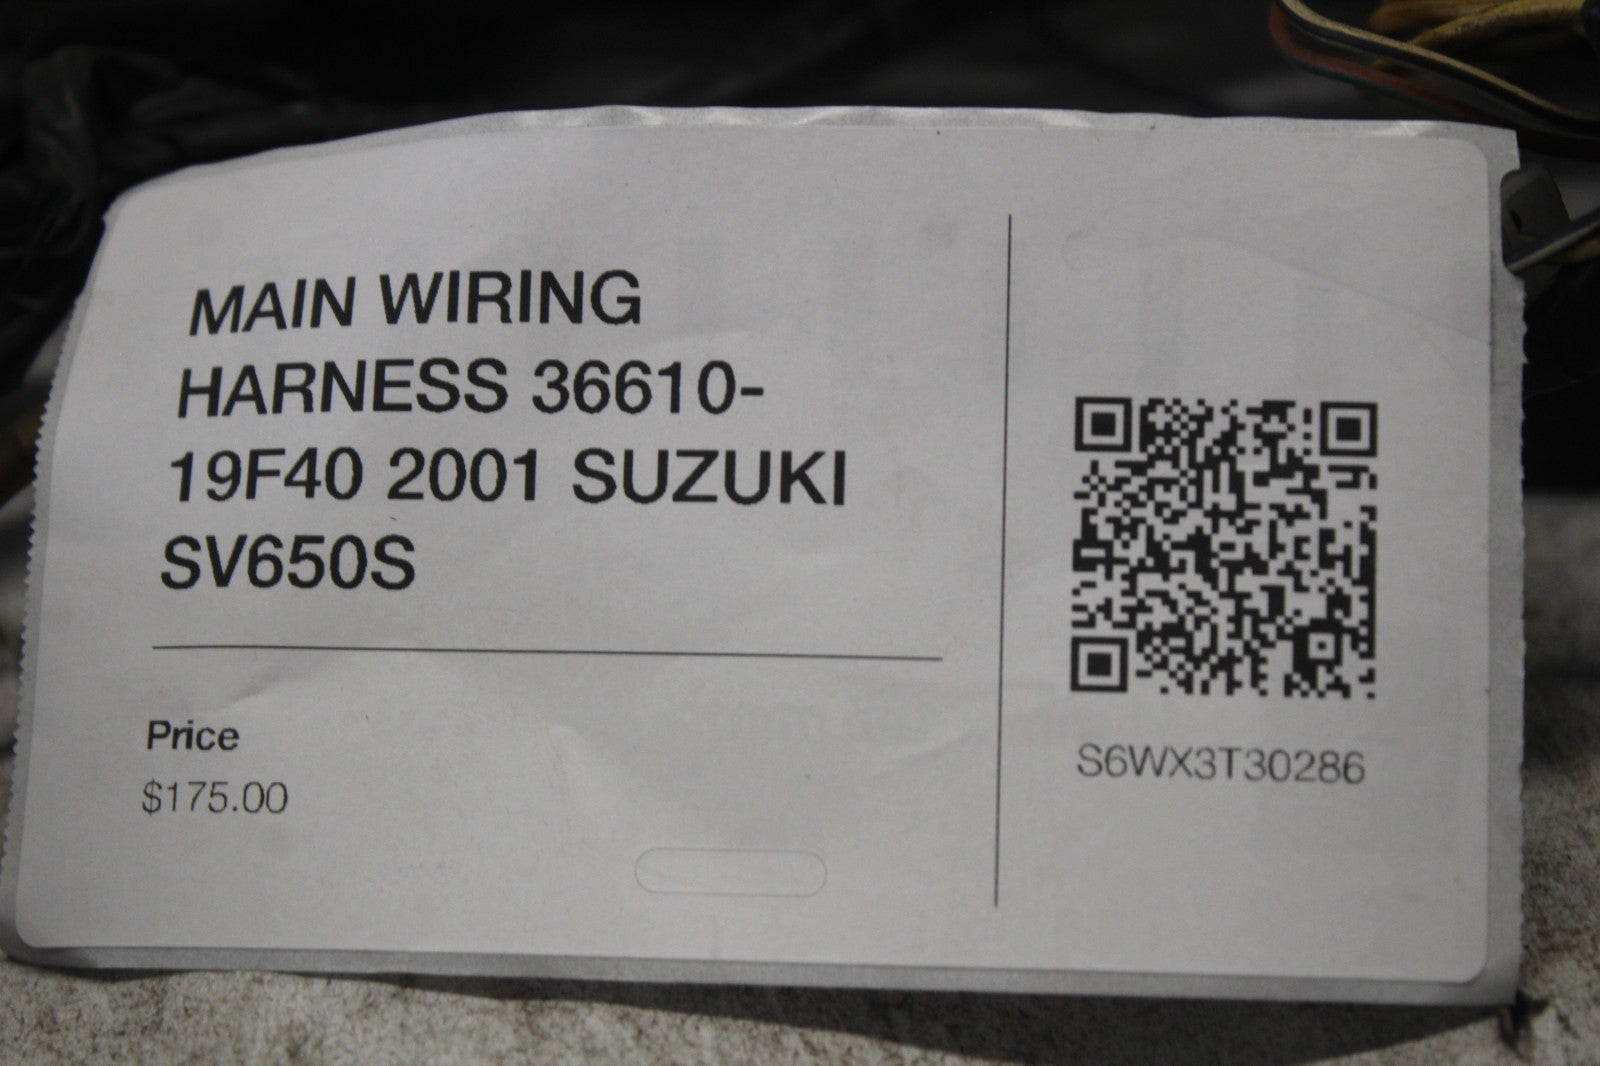 MAIN WIRING
HARNESS 36610-
19F40 2001 SUZUKI
SV650S
Price
$175.00
S6WX3T30286